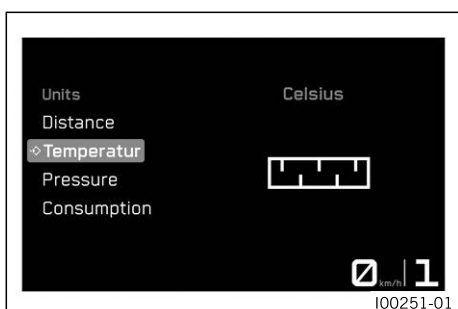 Units
Celsius
Distance
Temperatur
Pressure
Consumption
0 km/h 1
I00251-01